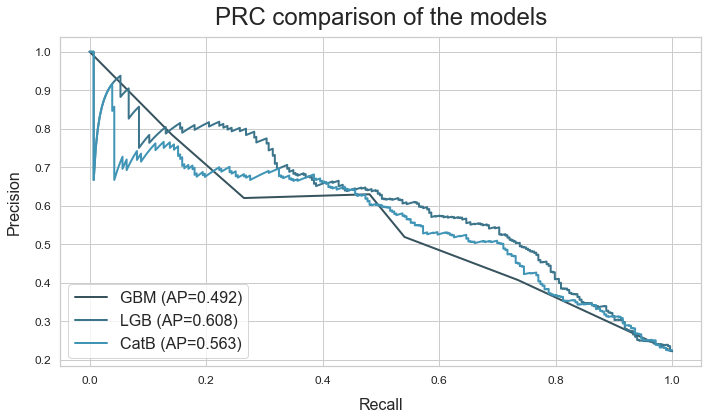 PRC comparison of the models
Precision
1.0
0.9
0.8
0.7
0.6
0.5
0.4
0.3
0.2
GBM (AP=0.492)
LGB (AP=0.608)
CatB (AP=0.563)
0.0 0.2 0.4 0.6 0.8 1.0
Recall